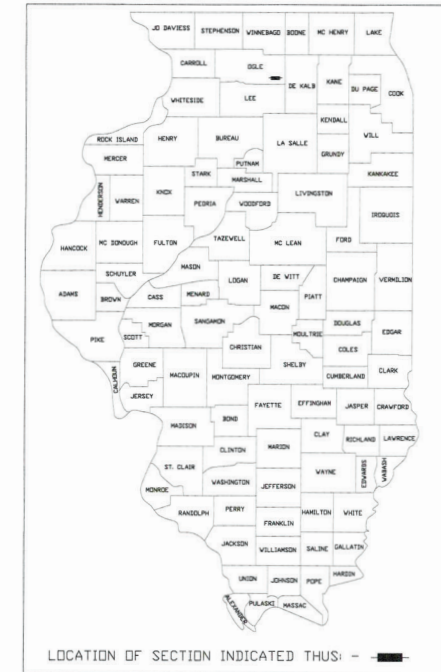 JO DAVIESS STEPHENSON WINNEBAGO BOONE MC HENRY LAKE
CARROLL OGLE DE KALB KANE DU PAGE COOK
WHITESIDE LEE KENDALL WILL
ROCK ISLAND HENRY BUREAU LA SALLE GRUNDY
MERCER PUTNAM KANKAKEE
STARK MARSHALL
HENDERSON WARREN KNOX PEORIA WOODFORD LIVINGSTON IROQUOIS
HANCOCK MC DONOUGH FULTON TAZEWELL MC LEAN FORD
SCHUYLER MASON LOGAN DE WITT CHAMPAIGN VERMILION
ADAMS BROWN CASS MENARD MACON PIATT
PIKE SCOTT MORGAN SANGAMON CHRISTIAN MOULTRIE DOUGLAS EDGAR
COLES
CALHOUN GREENE MACOUPIN MONTGOMERY SHELBY CUMBERLAND CLARK
JERSEY FAYETTE EFFINGHAM JASPER CRAWFORD
MADISON BOND
CLINTON MARION CLAY RICHLAND LAWRENCE
ST. CLAIR WAYNE EDWARDS WABASH
MONROE WASHINGTON JEFFERSON
RANDOLPH PERRY FRANKLIN HAMILTON WHITE
JACKSON WILLIAMSON SALINE GALLATIN
UNION JOHNSON POPE HARDIN
ALEXANDER PULASKI MASSAC
LOCATION OF SECTION INDICATED THUS: -